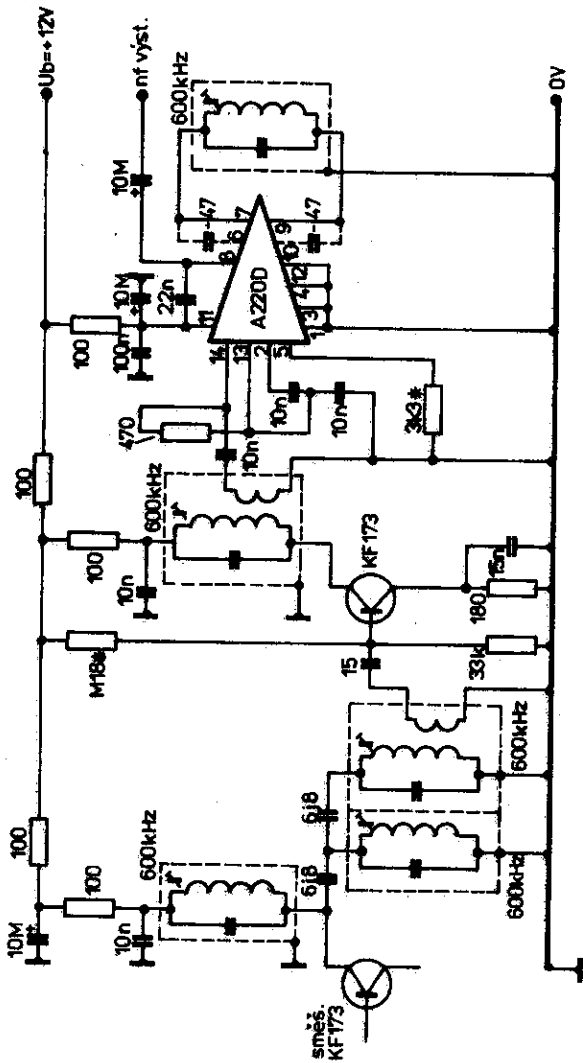 Ub=+12V
nf výst.
10M
+
600kHz
47
47
7
6
8
9
10
12
4
3
1
A220D
11
14
13
2
5
22n
10M
+
100n
100
470
10n
10n
10n
3k3*
0V
100
100
10n
600kHz
KF173
15n
180
33k
15
M18*
100
100
10M
+
10n
600kHz
6j8
6j8
600kHz
600kHz
směš.
KF173